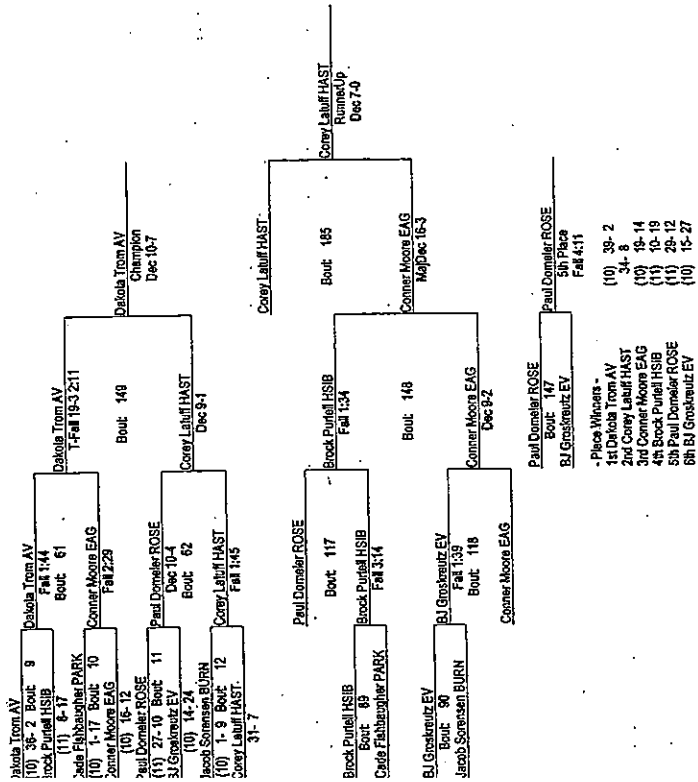 Dakota Trom AV
(10) 36- 2 Bout: 9
Brock Purtell HSIB
(11) 8-17
Cade Fishbaugher PARK
(10) 1-17 Bout: 10
Conner Moore EAG
(10) 16- 12
Paul Domeier ROSE
(11) 27-10 Bout: 11
BJ Groskreutz EV
(10) 14-24
Jacob Sorensen BURN
(10) 1- 9 Bout: 12
Corey Latuff HAST
31- 7
Dakota Trom AV
Fall 1:44
Bout: 61
Conner Moore EAG
Fall 2:29
Paul Domeier ROSE
Dec 10-4
Bout: 62
Corey Latuff HAST
Fall 1:45
Dakota Trom AV
T-Fall 19-3 2:11
Bout: 149
Corey Latuff HAST
Dec 9-1
Dakota Trom AV
Champion
Dec 10-7
Brock Purtell HSIB
Bout: 89
Cade Fishbaugher PARK
BJ Groskreutz EV
Bout: 90
Jacob Sorensen BURN
Paul Domeier ROSE
Bout: 117
Brock Purtell HSIB
Fall 3:14
BJ Groskreutz EV
Fall 1:39
Bout: 118
Conner Moore EAG
Brock Purtell HSIB
Fall 1:34
Bout: 148
Conner Moore EAG
Dec 9-2
Corey Latuff HAST
Bout: 185
Conner Moore EAG
MajDec 16-3
Corey Latuff HAST
RunnerUp
Dec 7-0
Paul Domeier ROSE
Bout: 147
BJ Groskreutz EV
Paul Domeier ROSE
5th Place
Fall 4:11
- Place Winners -
1st Dakota Trom AV (10) 39- 2
2nd Corey Latuff HAST 34- 8
3rd Conner Moore EAG (10) 19-14
4th Brock Purtell HSIB (11) 10-19
5th Paul Domeier ROSE (11) 29-12
6th BJ Groskreutz EV (10) 15-27